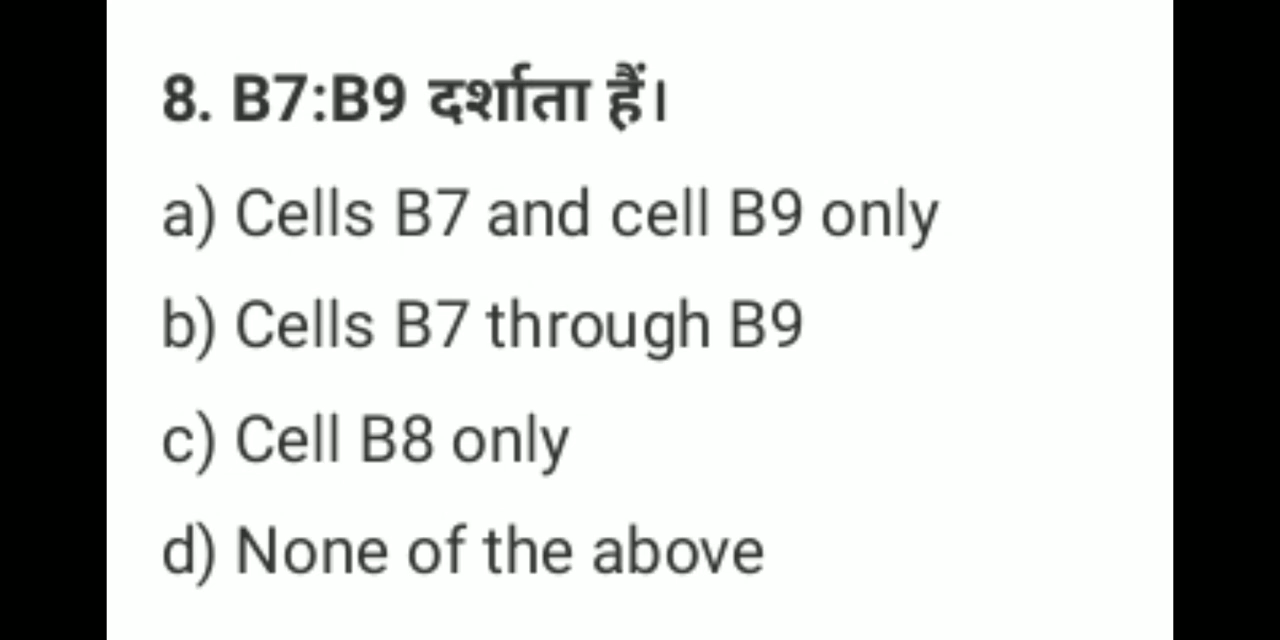 8. B7:B9 दर्शाता हैं।
a) Cells B7 and cell B9 only
b) Cells B7 through B9
c) Cell B8 only
d) None of the above